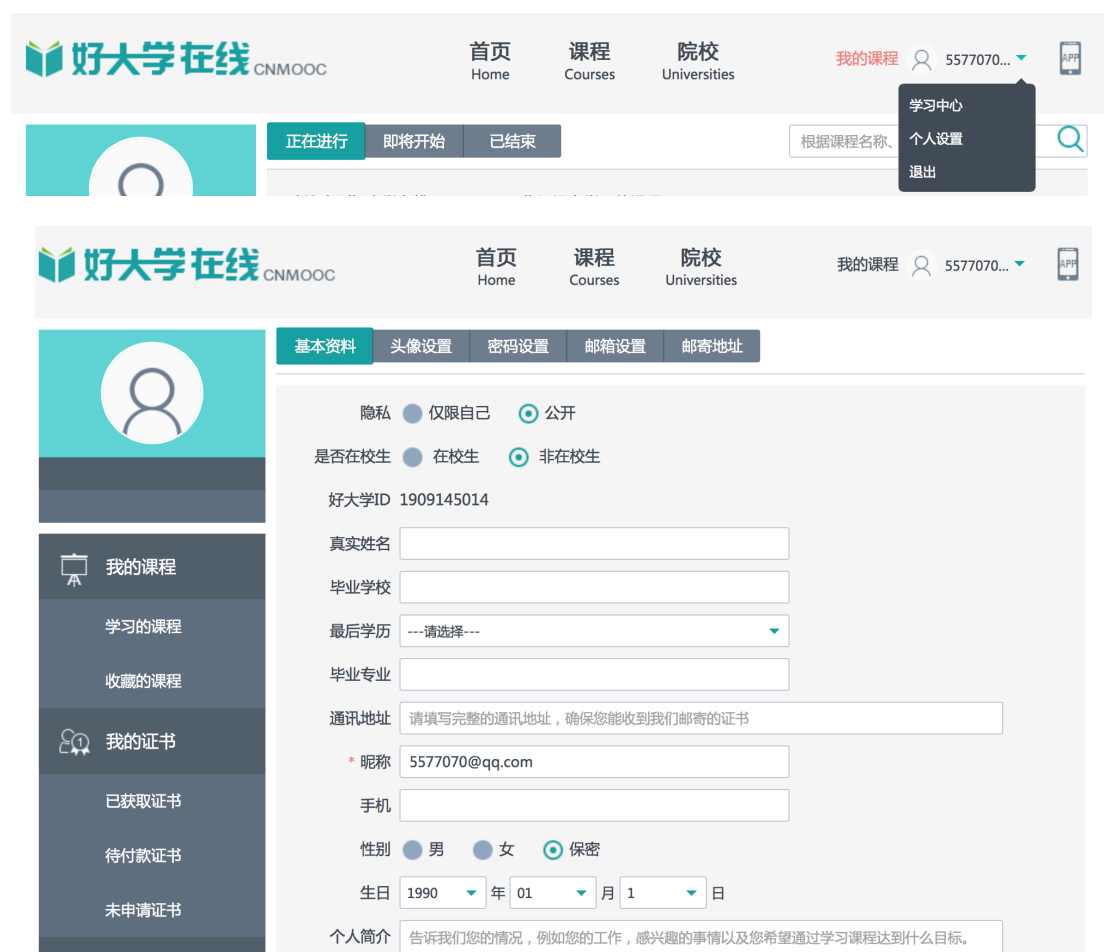 好大学在线 CNMOOC
首页 课程 院校 我的课程 5577070... APP
Home Courses Universities
学习中心
正在进行 即将开始 已结束 根据课程名称、 个人设置
退出
好大学在线 CNMOOC
首页 课程 院校 我的课程 5577070... APP
Home Courses Universities
基本资料 头像设置 密码设置 邮箱设置 邮寄地址
隐私 仅限自己 公开
是否在校生 在校生 非在校生
好大学ID 1909145014
真实姓名
我的课程
毕业学校
学习的课程
最后学历 ---请选择---
毕业专业
收藏的课程
通讯地址 请填写完整的通讯地址，确保您能收到我们邮寄的证书
我的证书
* 昵称 5577070@qq.com
已获取证书
手机
性别 男 女 保密
待付款证书
生日 1990 年 01 月 1 日
未申请证书
个人简介 告诉我们您的情况，例如您的工作，感兴趣的事情以及您希望通过学习课程达到什么目标。